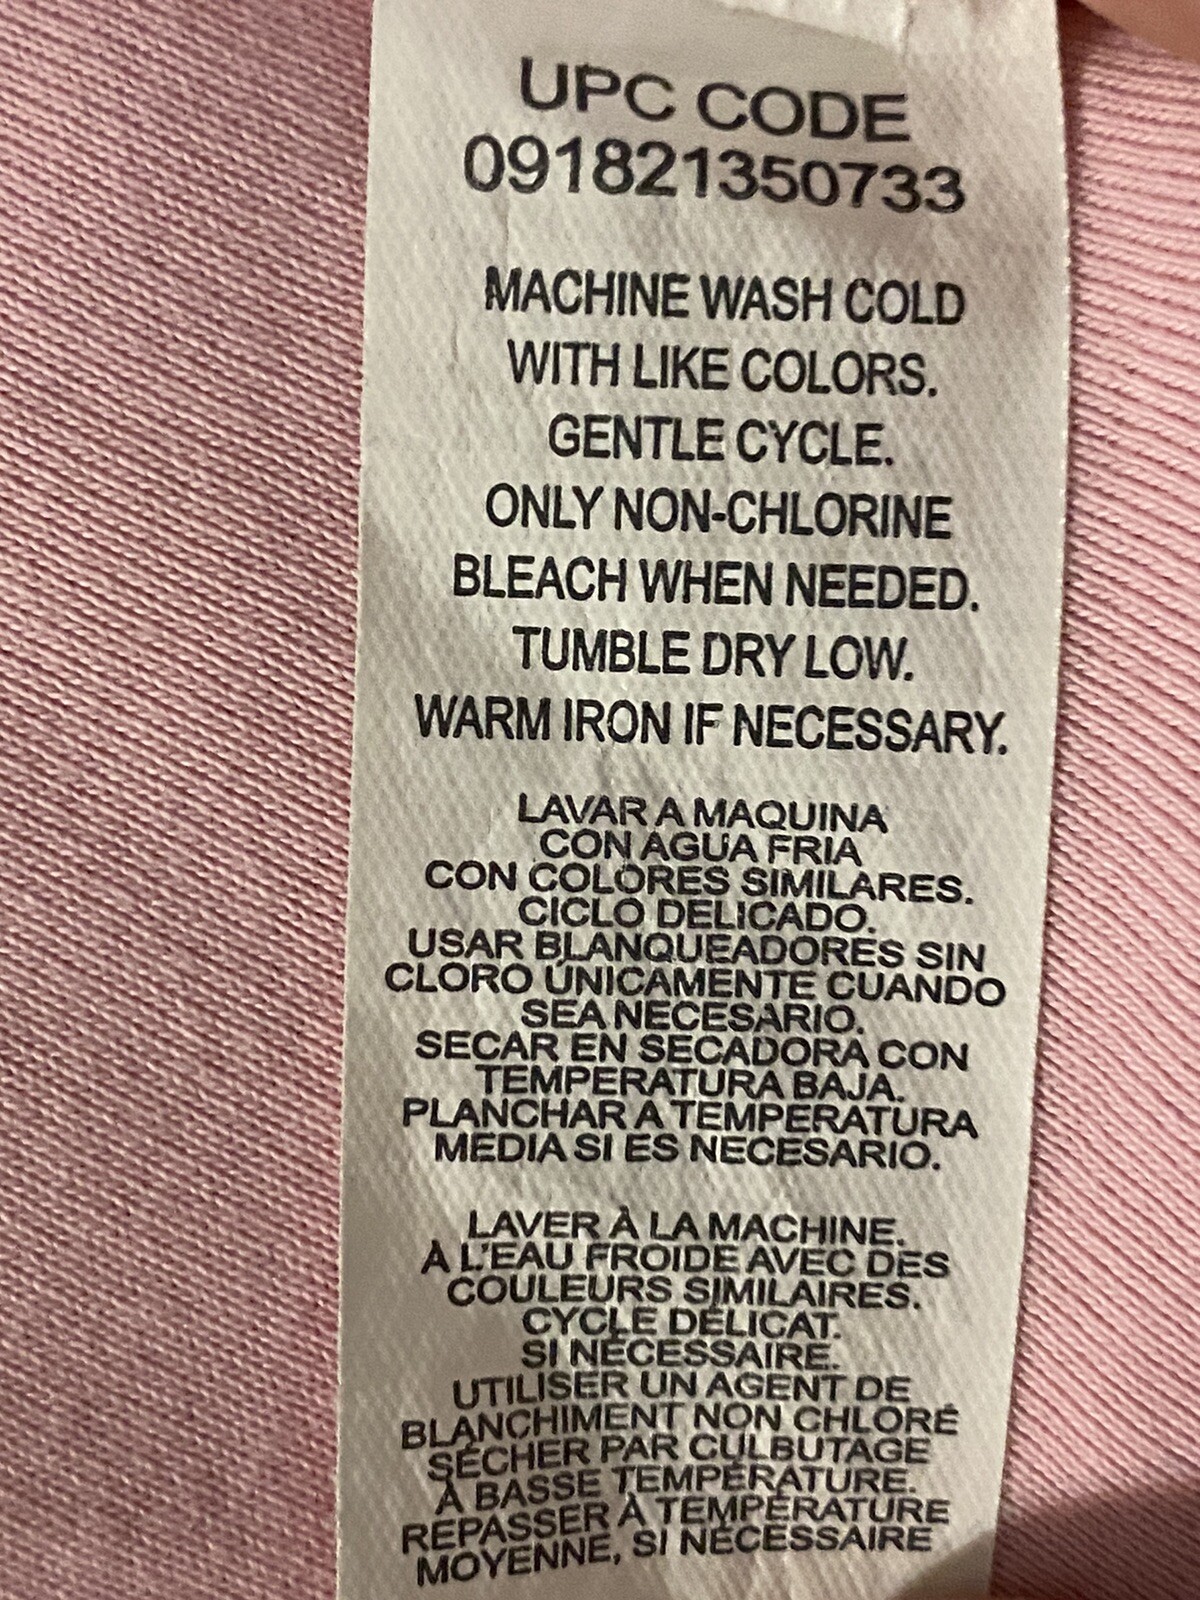 UPC CODE
091821350733
MACHINE WASH COLD
WITH LIKE COLORS.
GENTLE CYCLE.
ONLY NON-CHLORINE
BLEACH WHEN NEEDED.
TUMBLE DRY LOW.
WARM IRON IF NECESSARY.
LAVAR A MAQUINA
CON AGUA FRIA
CON COLORES SIMILARES.
CICLO DELICADO.
USAR BLANQUEADORES SIN
CLORO ÚNICAMENTE CUANDO
SEA NECESARIO.
SECAR EN SECADORA CON
TEMPERATURA BAJA.
PLANCHAR A TEMPERATURA
MEDIA SI ES NECESARIO.
LAVER À LA MACHINE.
À L'EAU FROIDE AVEC DES
COULEURS SIMILAIRES.
CYCLE DÉLICAT.
SI NÉCESSAIRE.
UTILISER UN AGENT DE
BLANCHIMENT NON CHLORÉ
SÉCHER PAR CULBUTAGE
À BASSE TEMPÉRATURE.
REPASSER À TEMPÉRATURE
MOYENNE, SI NÉCESSAIRE